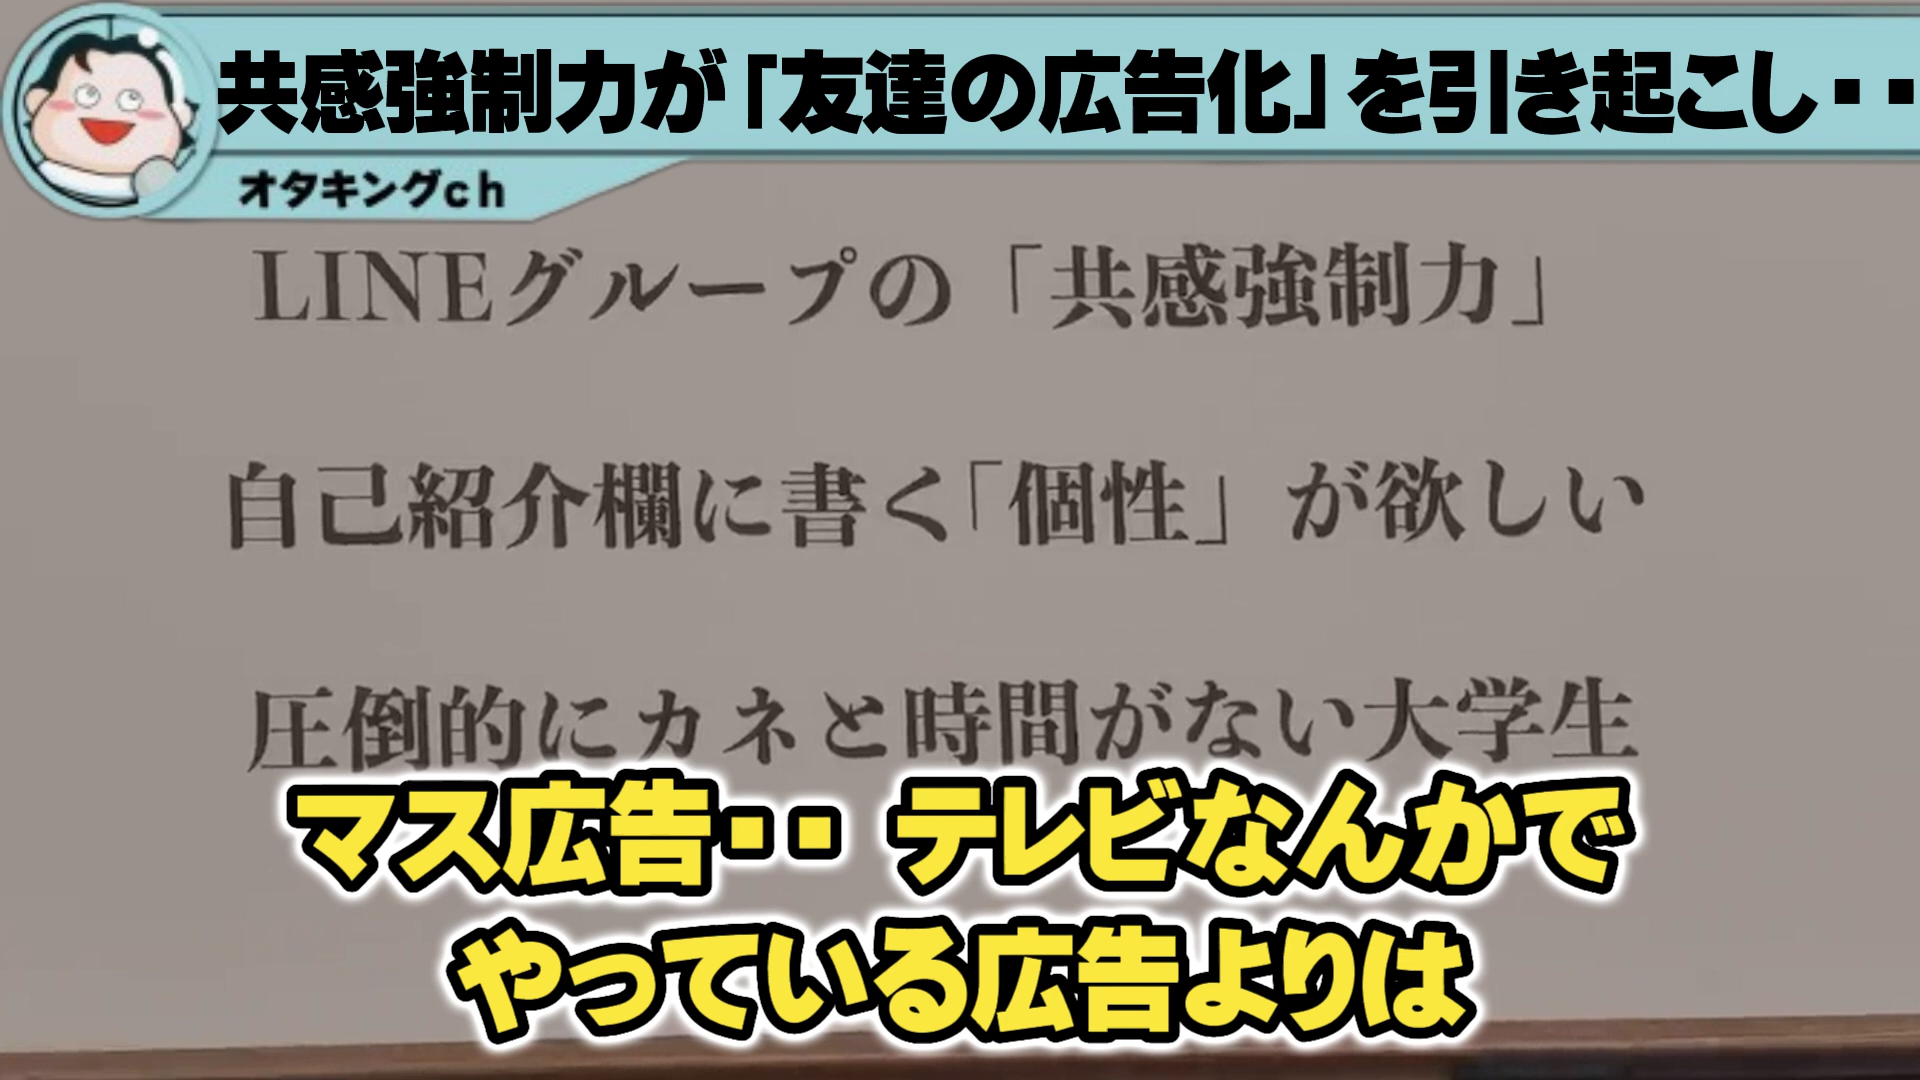 共感強制力が「友達の広告化」を引き起こし・・
オタキングch
LINEグループの「共感強制力」
自己紹介欄に書く「個性」が欲しい
圧倒的にカネと時間がない大学生
マス広告・・ テレビなんかで
やっている広告よりは